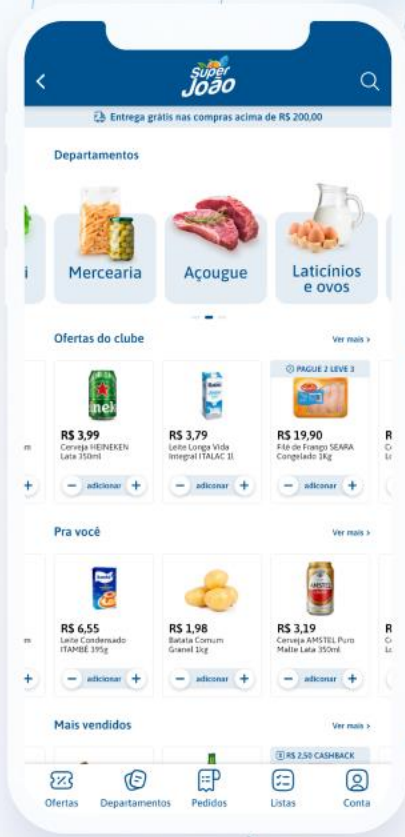 Super
João
Entrega grátis nas compras acima de R$ 200,00
Departamentos
i
Mercearia
Açougue
Laticínios
e ovos
Ofertas do clube
Ver mais >
PAGUE 2 LEVE 3
R$ 3,99
Cerveja HEINEKEN
Lata 350ml
R$ 3,79
Leite Longa Vida
Integral ITALAC 1L
R$ 19,90
Filé de Frango SEARA
Congelado 1Kg
+
− adicionar +
− adicionar +
− adicionar +
Pra você
Ver mais >
R$ 6,55
Leite Condensado
ITAMBÉ 395g
R$ 1,98
Batata Comum
Granel 1kg
R$ 3,19
Cerveja AMSTEL Puro
Malte Lata 350ml
+
− adicionar +
− adicionar +
− adicionar +
Mais vendidos
Ver mais >
R$ 2,50 CASHBACK
Ofertas
Departamentos
Pedidos
Listas
Conta